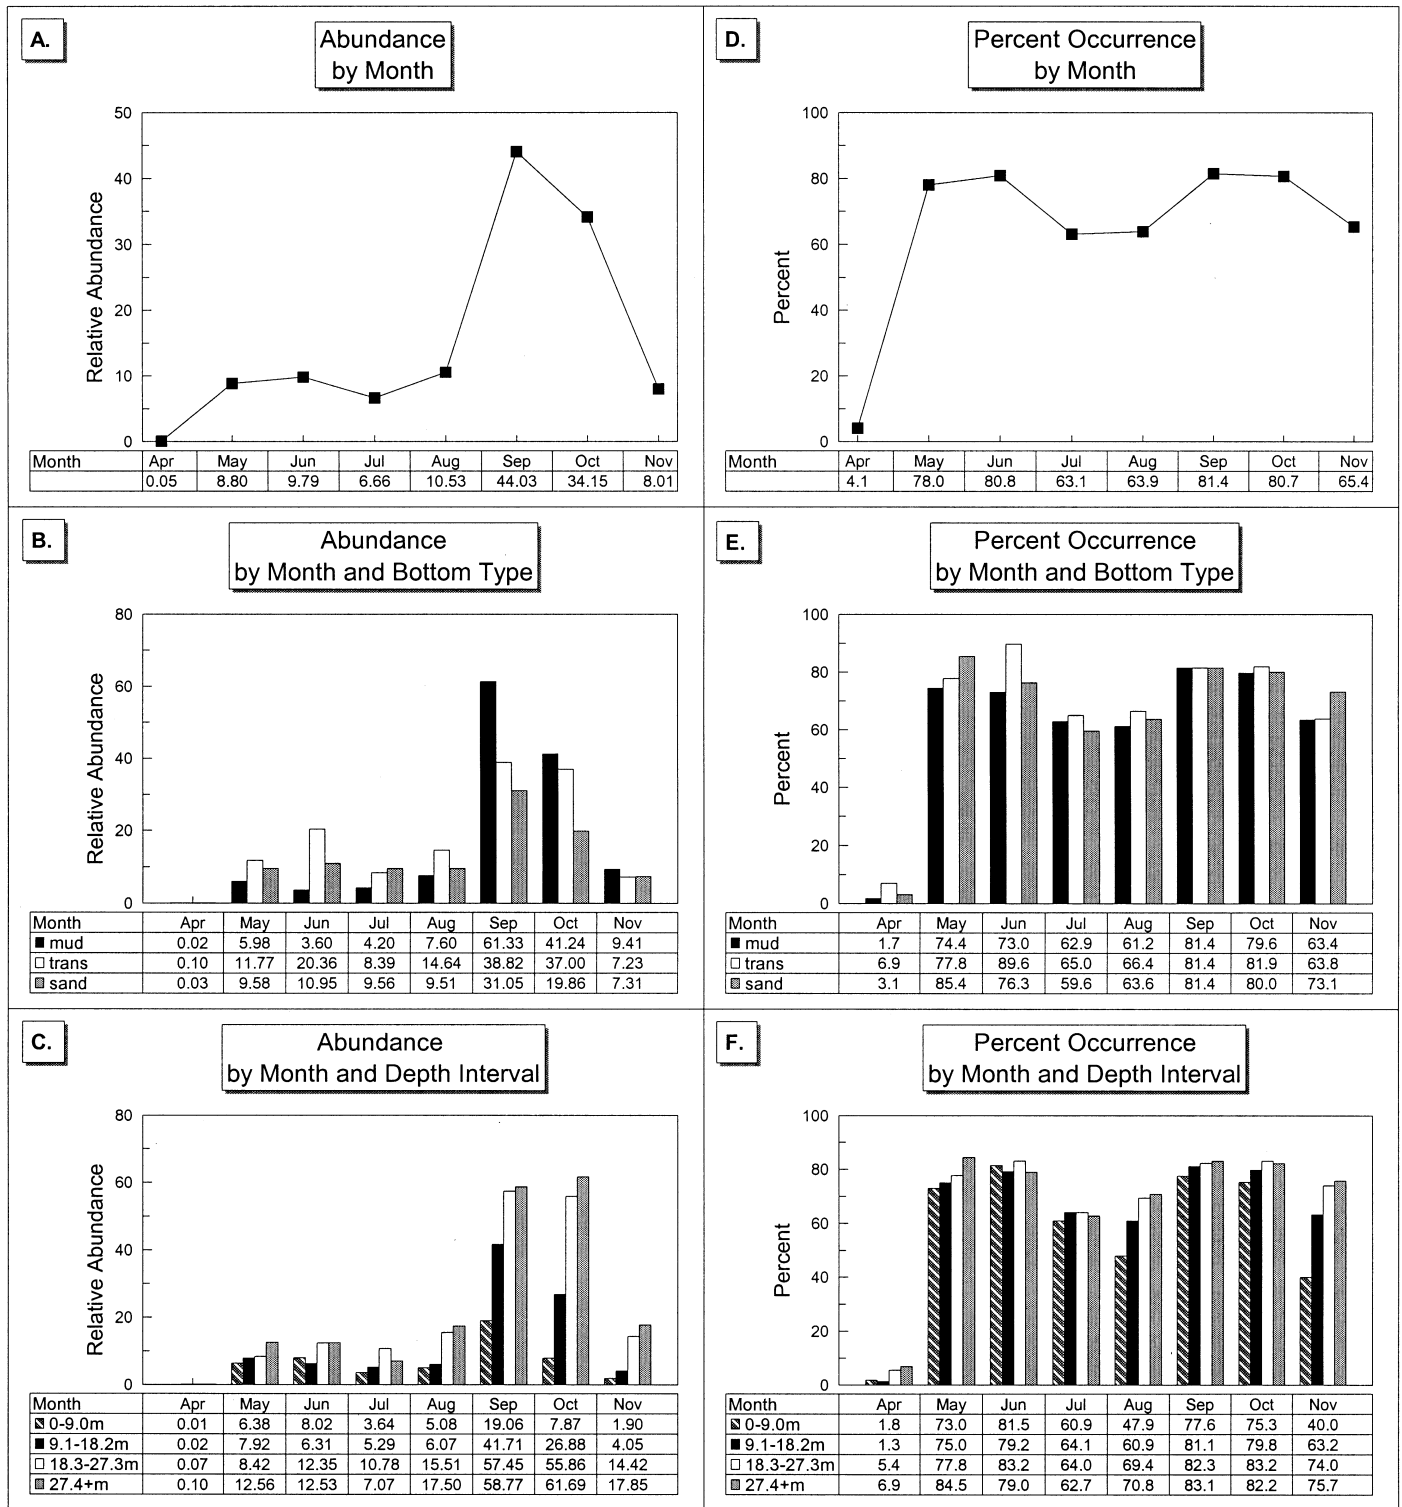 A.
Abundance
by Month
50
40
30
20
10
0
Relative Abundance
Month Apr May Jun Jul Aug Sep Oct Nov
0.05 8.80 9.79 6.66 10.53 44.03 34.15 8.01
D.
Percent Occurrence
by Month
100
80
60
40
20
0
Percent
Month Apr May Jun Jul Aug Sep Oct Nov
4.1 78.0 80.8 63.1 63.9 81.4 80.7 65.4
B.
Abundance
by Month and Bottom Type
80
60
40
20
0
Relative Abundance
Month Apr May Jun Jul Aug Sep Oct Nov
mud 0.02 5.98 3.60 4.20 7.60 61.33 41.24 9.41
trans 0.10 11.77 20.36 8.39 14.64 38.82 37.00 7.23
sand 0.03 9.58 10.95 9.56 9.51 31.05 19.86 7.31
E.
Percent Occurrence
by Month and Bottom Type
100
80
60
40
20
0
Percent
Month Apr May Jun Jul Aug Sep Oct Nov
mud 1.7 74.4 73.0 62.9 61.2 81.4 79.6 63.4
trans 6.9 77.8 89.6 65.0 66.4 81.4 81.9 63.8
sand 3.1 85.4 76.3 59.6 63.6 81.4 80.0 73.1
C.
Abundance
by Month and Depth Interval
80
60
40
20
0
Relative Abundance
Month Apr May Jun Jul Aug Sep Oct Nov
0-9.0m 0.01 6.38 8.02 3.64 5.08 19.06 7.87 1.90
9.1-18.2m 0.02 7.92 6.31 5.29 6.07 41.71 26.88 4.05
18.3-27.3m 0.07 8.42 12.35 10.78 15.51 57.45 55.86 14.42
27.4+m 0.10 12.56 12.53 7.07 17.50 58.77 61.69 17.85
F.
Percent Occurrence
by Month and Depth Interval
100
80
60
40
20
0
Percent
Month Apr May Jun Jul Aug Sep Oct Nov
0-9.0m 1.8 73.0 81.5 60.9 47.9 77.6 75.3 40.0
9.1-18.2m 1.3 75.0 79.2 64.1 60.9 81.1 79.8 63.2
18.3-27.3m 5.4 77.8 83.2 64.0 69.4 82.3 83.2 74.0
27.4+m 6.9 84.5 79.0 62.7 70.8 83.1 82.2 75.7